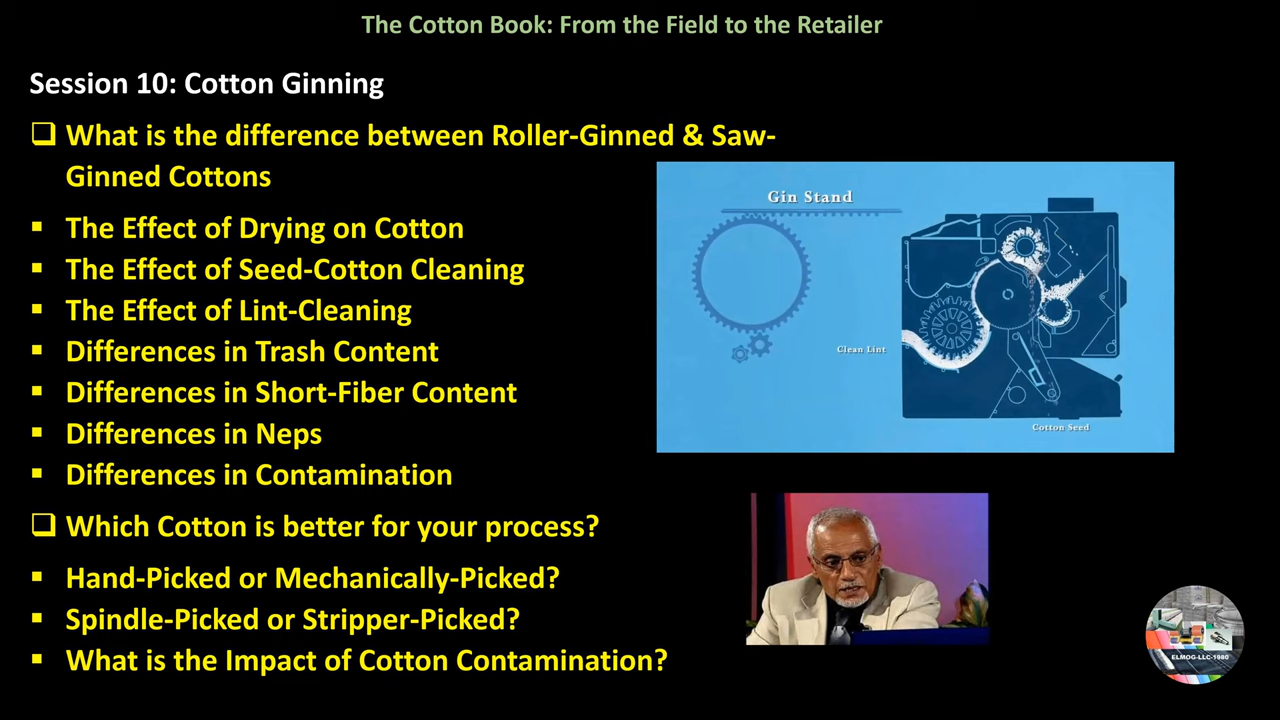 The Cotton Book: From the Field to the Retailer
Session 10: Cotton Ginning
❑ What is the difference between Roller-Ginned & Saw-
Ginned Cottons
▪ The Effect of Drying on Cotton
▪ The Effect of Seed-Cotton Cleaning
▪ The Effect of Lint-Cleaning
▪ Differences in Trash Content
▪ Differences in Short-Fiber Content
▪ Differences in Neps
▪ Differences in Contamination
❑ Which Cotton is better for your process?
▪ Hand-Picked or Mechanically-Picked?
▪ Spindle-Picked or Stripper-Picked?
▪ What is the Impact of Cotton Contamination?
Gin Stand
Clean Lint
Cotton Seed
ELMOG-LLC-1980